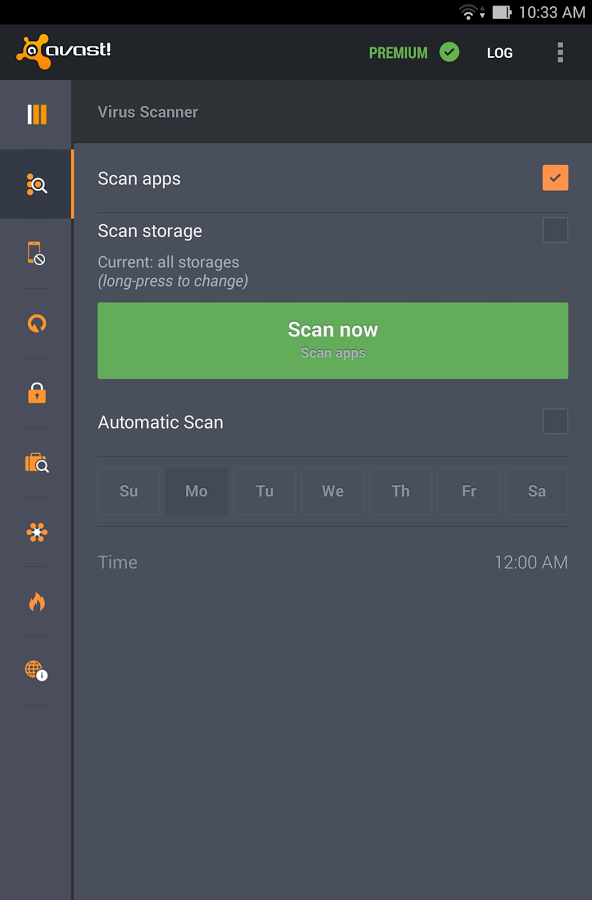 10:33 AM
avast!
PREMIUM
LOG
Virus Scanner
Scan apps
Scan storage
Current: all storages
(long-press to change)
Scan now
Scan apps
Automatic Scan
Su Mo Tu We Th Fr Sa
Time 12:00 AM